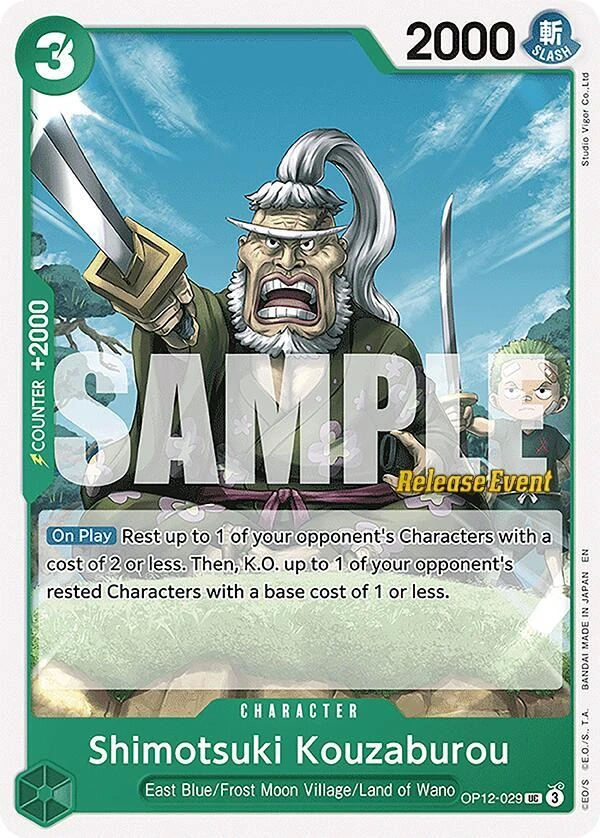 3
2000
斬
SLASH
Studio Vigor Co.,Ltd
COUNTER +2000
SAMPLE
Release Event
On Play Rest up to 1 of your opponent's Characters with a
cost of 2 or less. Then, K.O. up to 1 of your opponent's
rested Characters with a base cost of 1 or less.
BANDAI MADE IN JAPAN EN
©E.O./S., T.A.
©EO/S
CHARACTER
Shimotsuki Kouzaburou
East Blue/Frost Moon Village/Land of Wano
OP12-029 UC 3